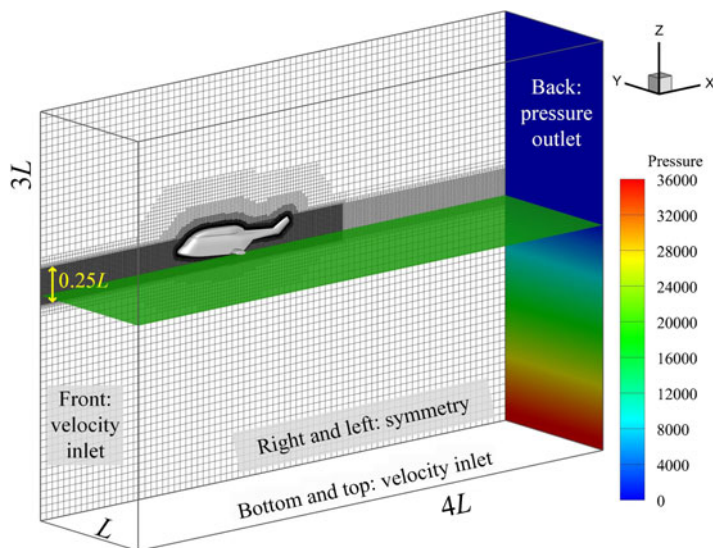 Z
Y
X
Back:
pressure
outlet
Pressure
36000
32000
28000
24000
20000
16000
12000
8000
4000
0
3L
0.25L
Front:
velocity
inlet
Right and left: symmetry
Bottom and top: velocity inlet
L
4L